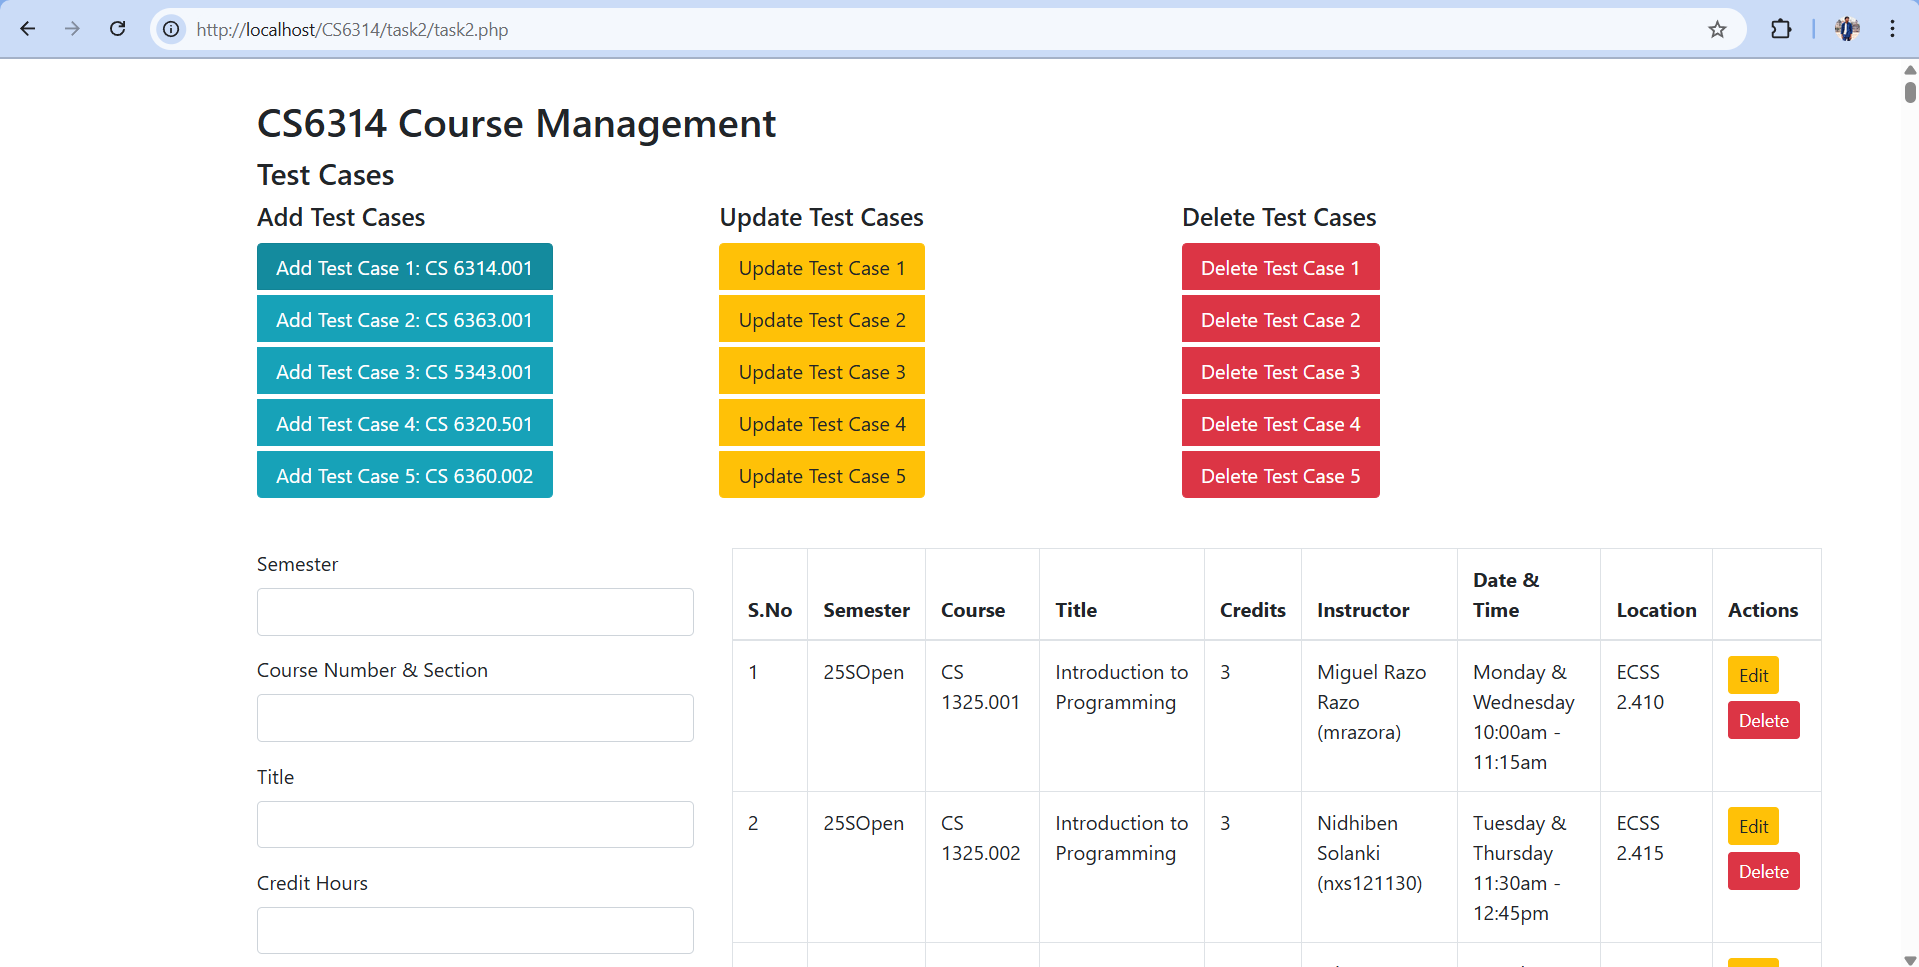 http://localhost/CS6314/task2/task2.php
CS6314 Course Management
Test Cases
Add Test Cases
Add Test Case 1: CS 6314.001
Add Test Case 2: CS 6363.001
Add Test Case 3: CS 5343.001
Add Test Case 4: CS 6320.501
Add Test Case 5: CS 6360.002
Update Test Cases
Update Test Case 1
Update Test Case 2
Update Test Case 3
Update Test Case 4
Update Test Case 5
Delete Test Cases
Delete Test Case 1
Delete Test Case 2
Delete Test Case 3
Delete Test Case 4
Delete Test Case 5
Semester
Course Number & Section
Title
Credit Hours
S.No
Semester
Course
Title
Credits
Instructor
Date &
Time
Location
Actions
1
25SOpen
CS
1325.001
Introduction to
Programming
3
Miguel Razo
Razo
(mrazora)
Monday &
Wednesday
10:00am -
11:15am
ECSS
2.410
Edit
Delete
2
25SOpen
CS
1325.002
Introduction to
Programming
3
Nidhiben
Solanki
(nxs121130)
Tuesday &
Thursday
11:30am -
12:45pm
ECSS
2.415
Edit
Delete